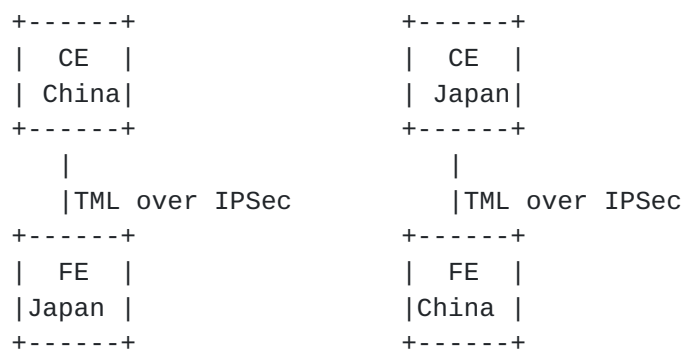 +------+                +------+
|  CE  |                |  CE  |
| China|                | Japan|
+------+                +------+
   |                       |
   |TML over IPSec         |TML over IPSec
+------+                +------+
|  FE  |                |  FE  |
|Japan |                |China |
+------+                +------+